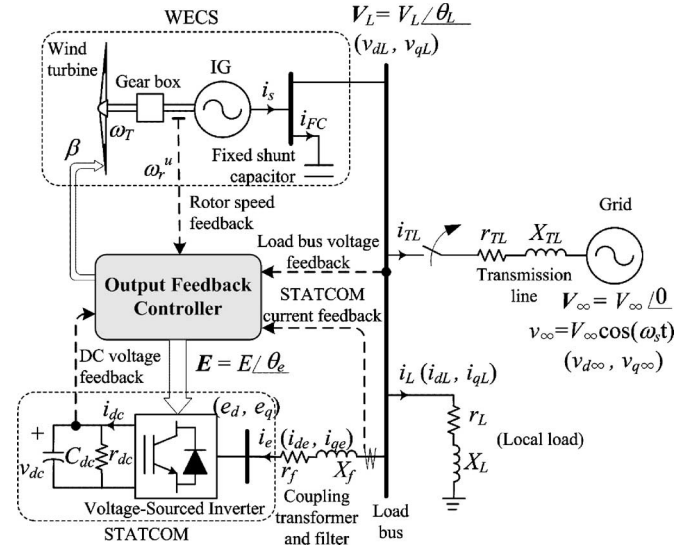 WECS
V_L = V_L/θ_L
(v_dL, v_qL)
Wind
turbine
Gear box
IG
i_s
i_FC
ω_T
β
ω_r^u
Fixed shunt
capacitor
Rotor speed
feedback
Load bus voltage
feedback
i_TL
r_TL
X_TL
Grid
Transmission
line
V_∞ = V_∞/0
v_∞=V_∞cos(ω_st)
(v_d∞, v_q∞)
Output Feedback
Controller
STATCOM
current feedback
DC voltage
feedback
E = E/θ_e
i_L (i_dL, i_qL)
r_L
X_L
(Local load)
i_dc
(e_d, e_q)
i_e (i_de, i_qe)
+
v_dc
C_dc
r_dc
r_f
X_f
Voltage-Sourced Inverter
Coupling
transformer
and filter
Load
bus
STATCOM